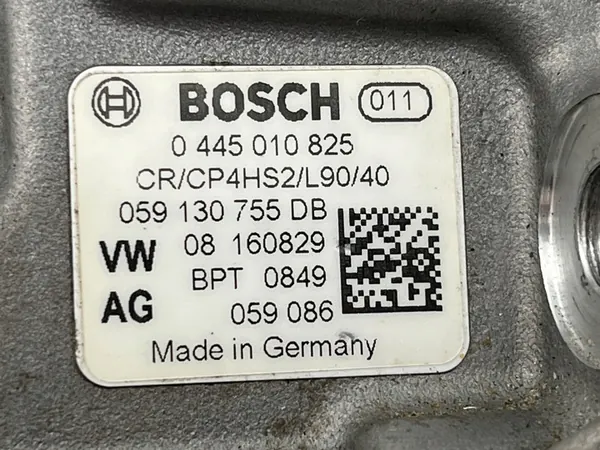 BOSCH 011
0 445 010 825
CR/CP4HS2/L90/40
059 130 755 DB
VW 08 160829
BPT 0849
AG 059 086
Made in Germany